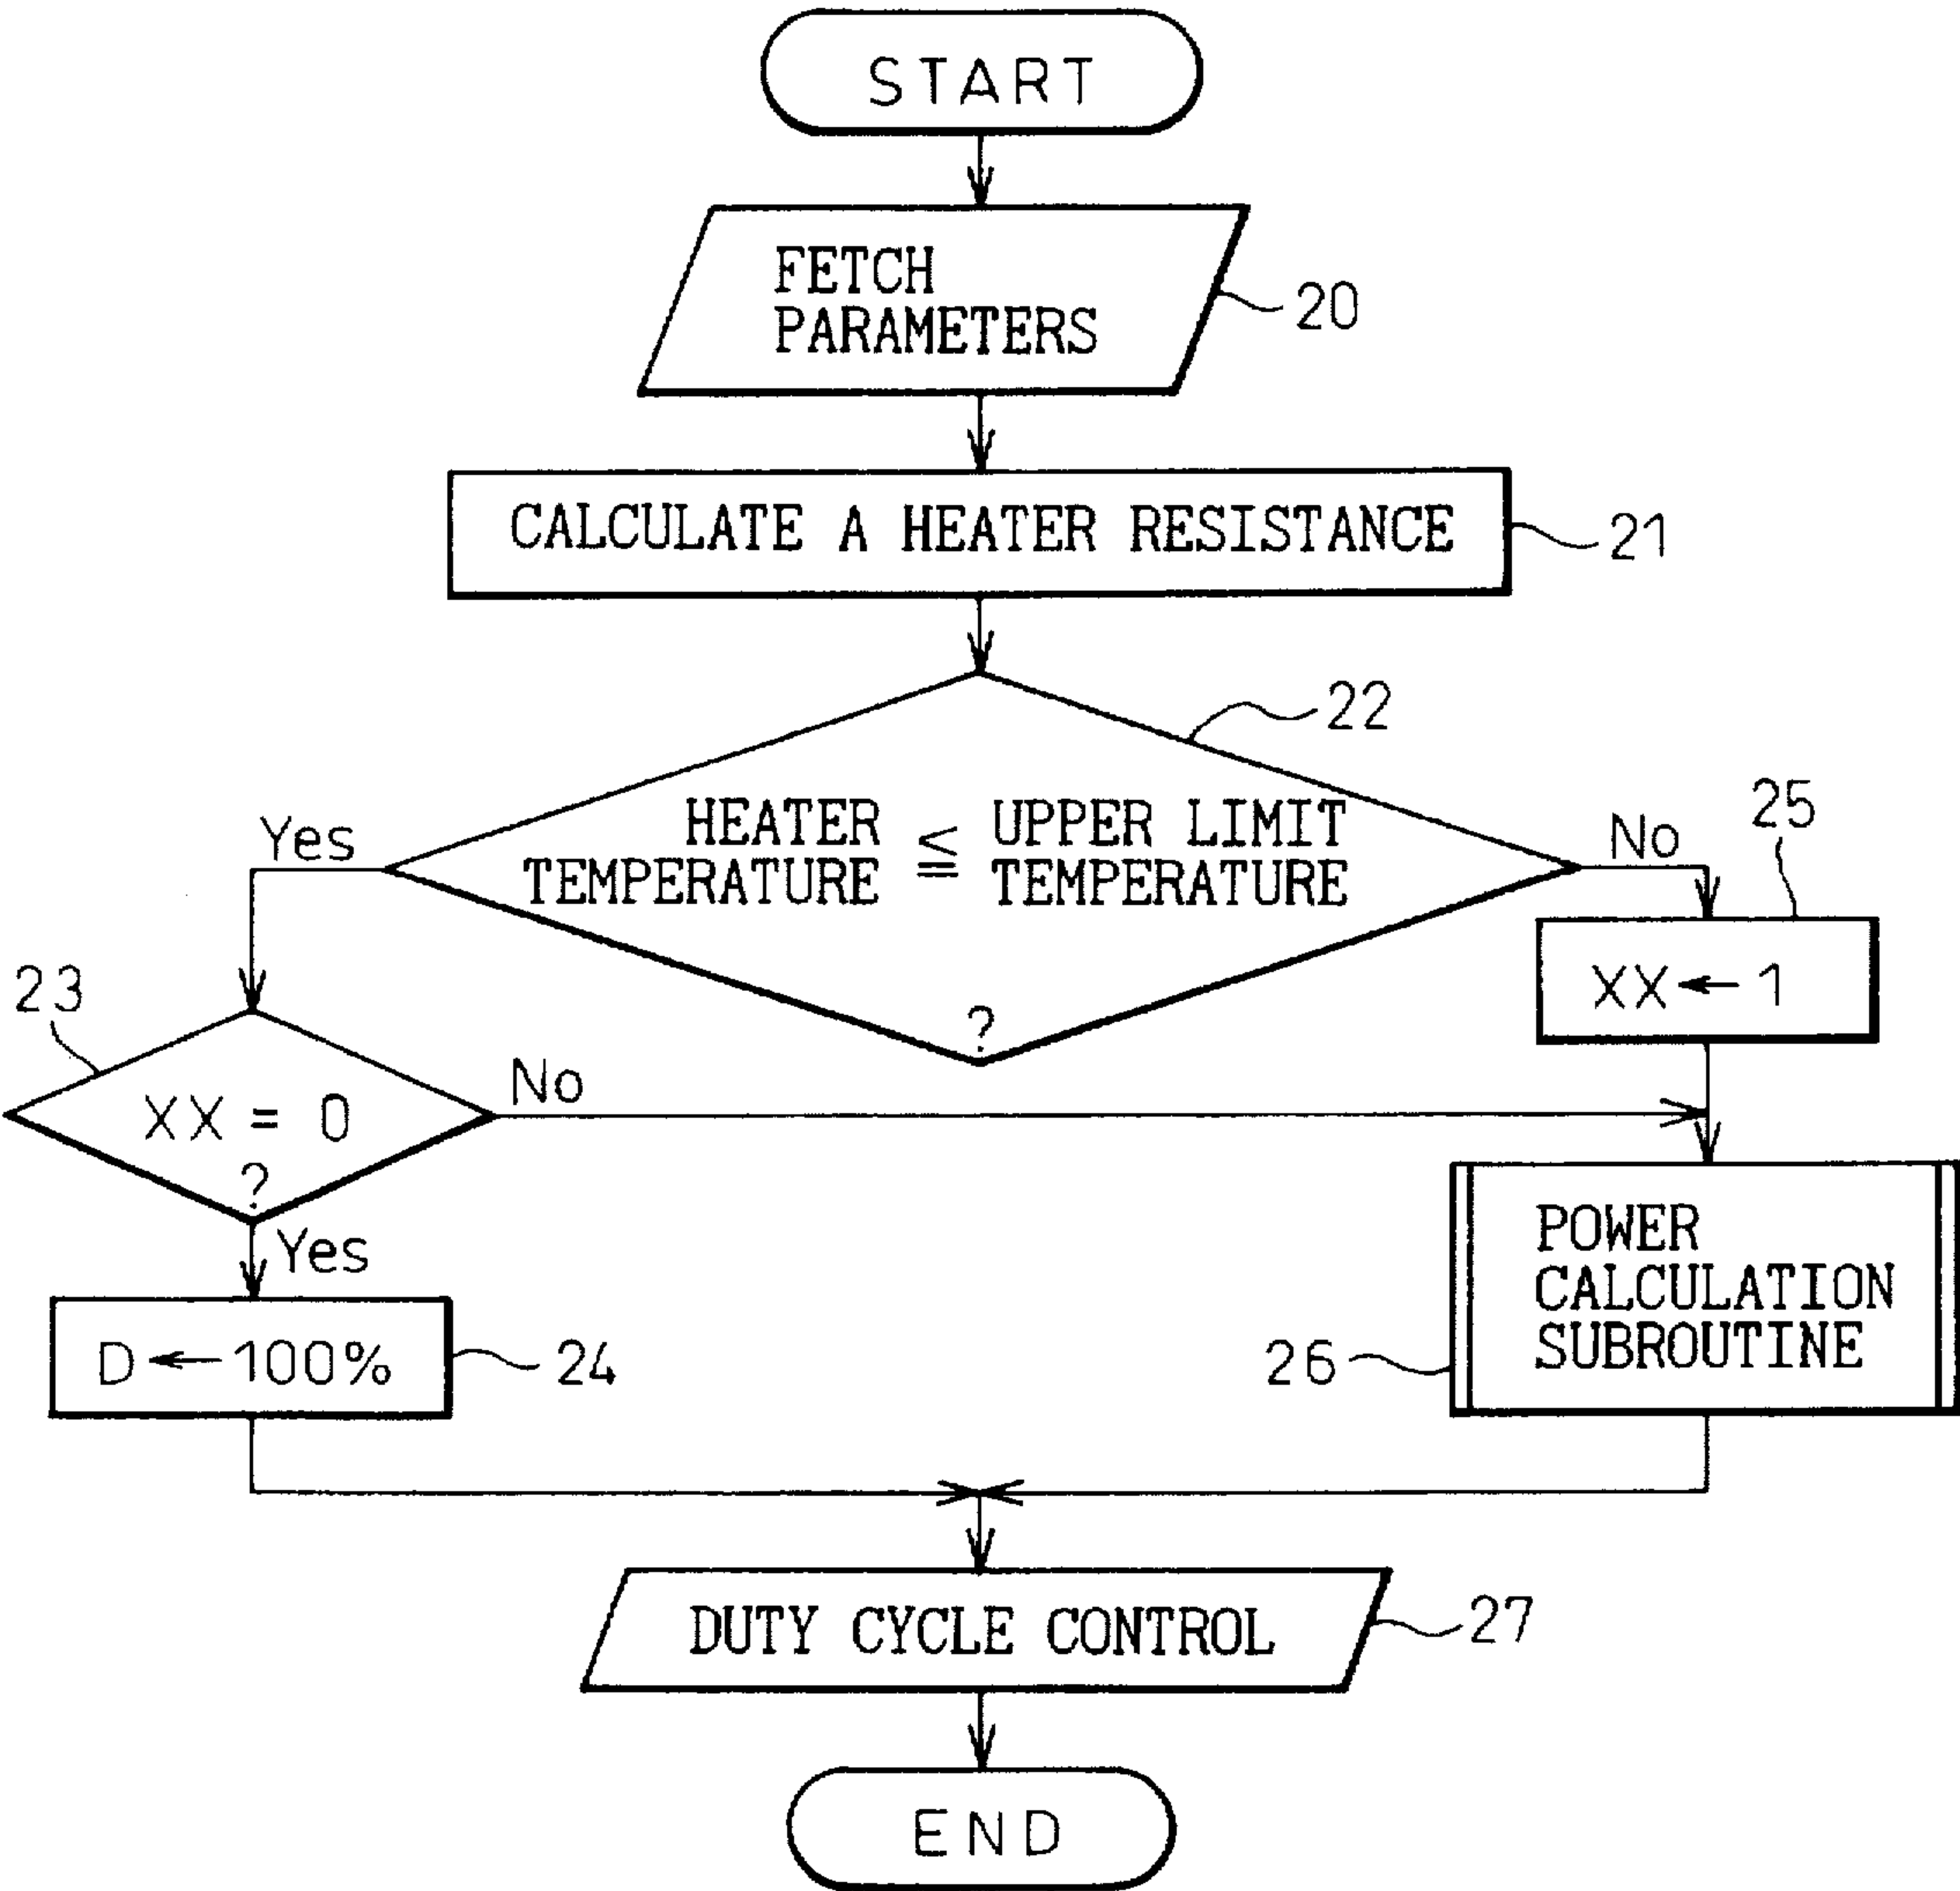 START
FETCH
PARAMETERS
20
CALCULATE A HEATER RESISTANCE
21
22
HEATER
TEMPERATURE
≦
UPPER LIMIT
TEMPERATURE
?
Yes
No
25
XX←1
23
XX = 0
?
No
Yes
D←100%
24
POWER
CALCULATION
SUBROUTINE
26
DUTY CYCLE CONTROL
27
END